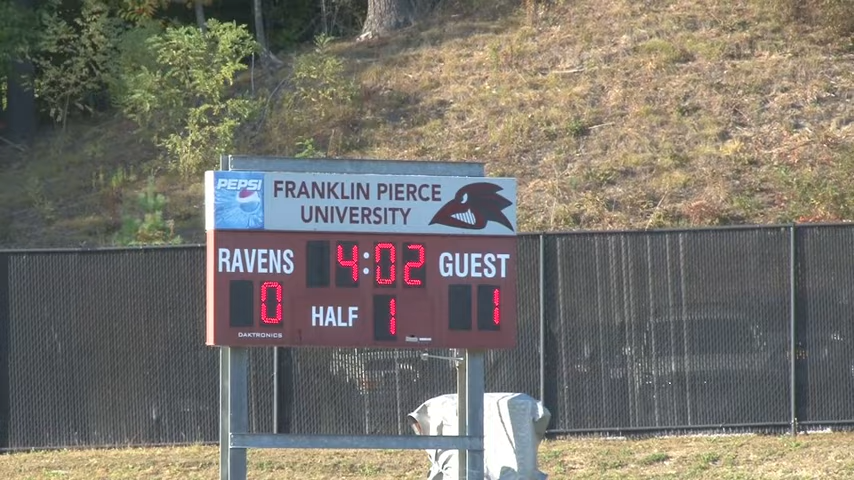 PEPSI
FRANKLIN PIERCE
UNIVERSITY
RAVENS 4:02 GUEST
0 HALF 1 1
DAKTRONICS